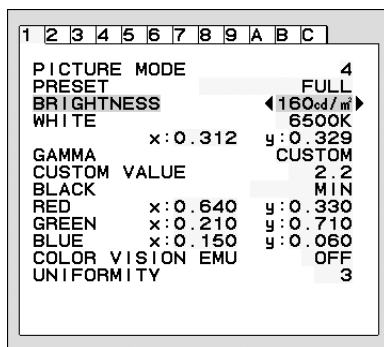 1 2 3 4 5 6 7 8 9 A B C
PICTURE MODE 4
PRESET FULL
BRIGHTNESS 160cd/㎡
WHITE 6500K
x:0.312 y:0.329
GAMMA CUSTOM
CUSTOM VALUE 2.2
BLACK MIN
RED x:0.640 y:0.330
GREEN x:0.210 y:0.710
BLUE x:0.150 y:0.060
COLOR VISION EMU OFF
UNIFORMITY 3